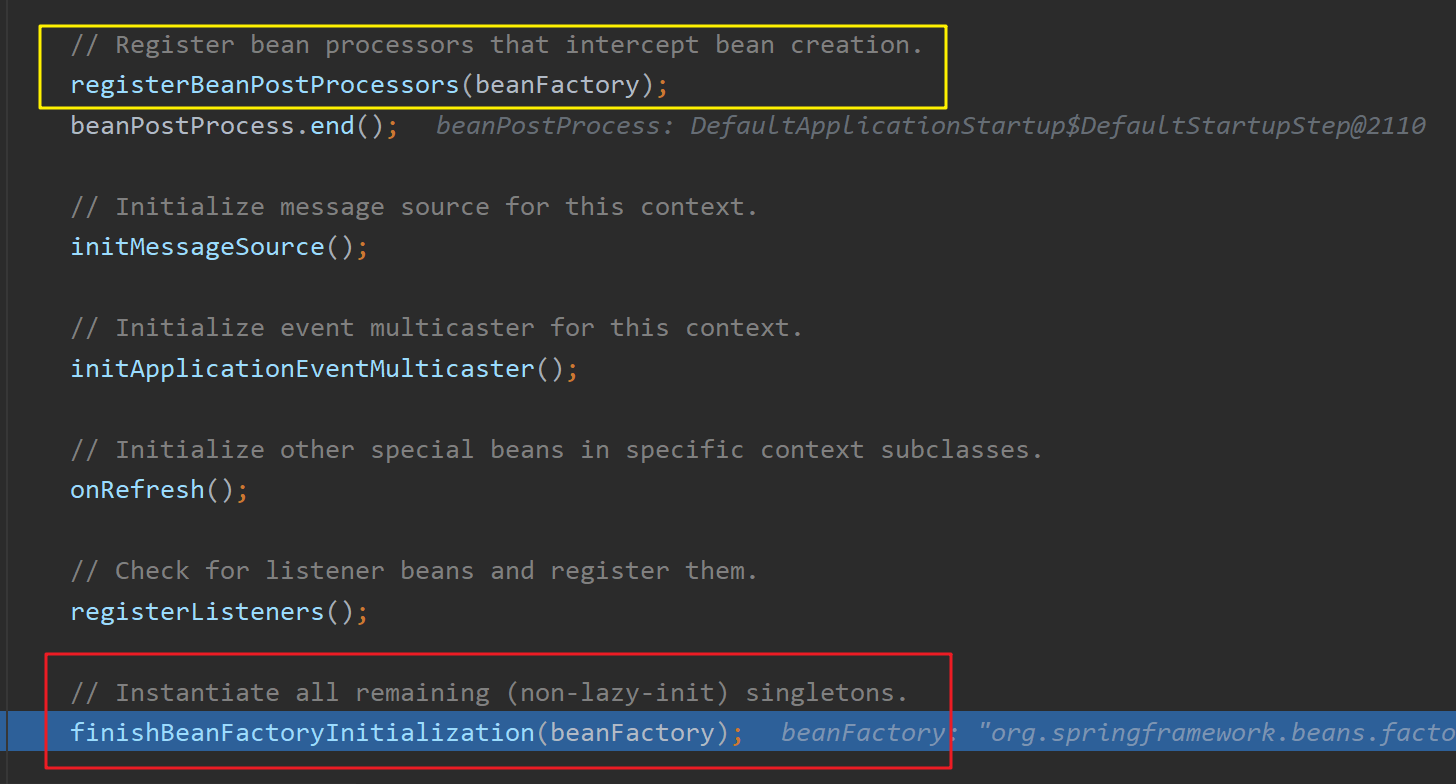 // Register bean processors that intercept bean creation.
registerBeanPostProcessors(beanFactory);
beanPostProcess.end();  beanPostProcess: DefaultApplicationStartup$DefaultStartupStep@2110
// Initialize message source for this context.
initMessageSource();
// Initialize event multicaster for this context.
initApplicationEventMulticaster();
// Initialize other special beans in specific context subclasses.
onRefresh();
// Check for listener beans and register them.
registerListeners();
// Instantiate all remaining (non-lazy-init) singletons.
finishBeanFactoryInitialization(beanFactory);  beanFactory: "org.springframework.beans.facto